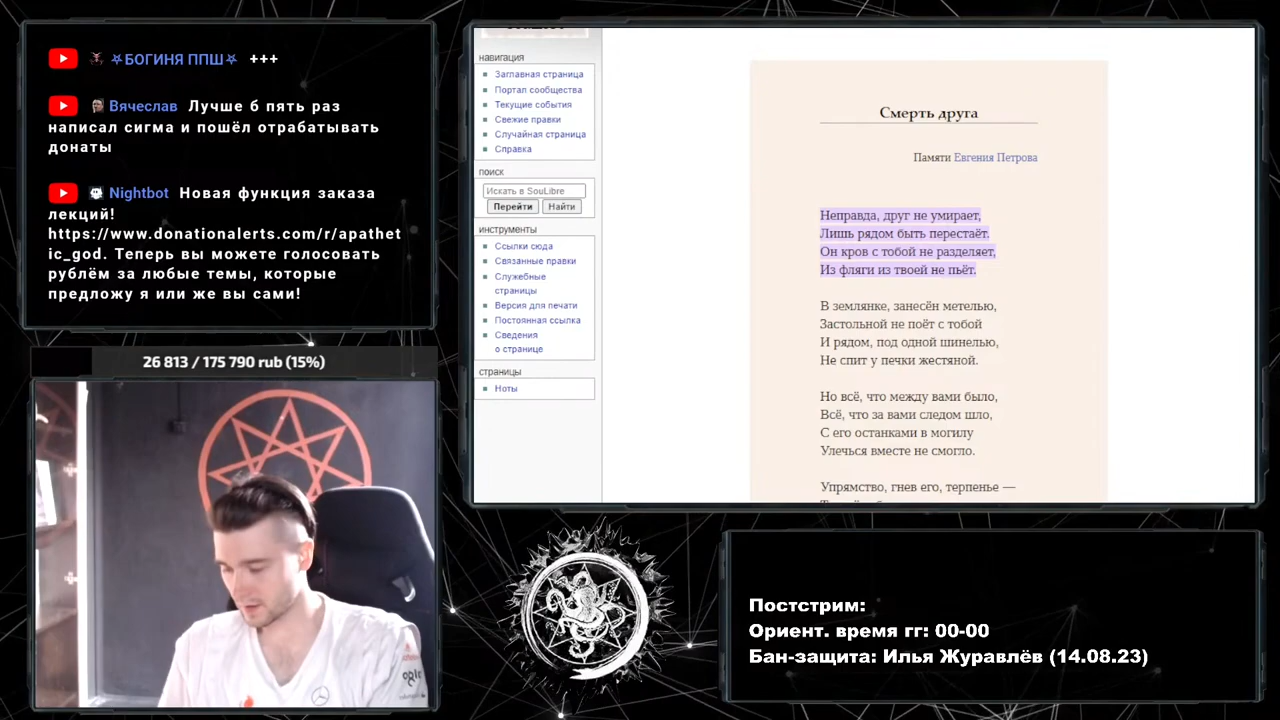 ☆БОГИНЯ ППШ☆ +++
Вячеслав Лучше б пять раз
написал сигма и пошёл отрабатывать
донаты
Nightbot Новая функция заказа
лекций!
https://www.donationalerts.com/r/apathet
ic_god. Теперь вы можете голосовать
рублём за любые темы, которые
предложу я или же вы сами!
26 813 / 175 790 rub (15%)
навигация
Заглавная страница
Портал сообщества
Текущие события
Свежие правки
Случайная страница
Справка
поиск
Искать в SouLibre
Перейти Найти
инструменты
Ссылки сюда
Связанные правки
Служебные
страницы
Версия для печати
Постоянная ссылка
Сведения
о странице
страницы
Ноты
Смерть друга
Памяти Евгения Петрова
Неправда, друг не умирает,
Лишь рядом быть перестаёт.
Он кров с тобой не разделяет,
Из фляги из твоей не пьёт.
В землянке, занесён метелью,
Застольной не поёт с тобой
И рядом, под одной шинелью,
Не спит у печки жестяной.
Но всё, что между вами было,
Всё, что за вами следом шло,
С его останками в могилу
Улечься вместе не смогло.
Упрямство, гнев его, терпенье —
Постстрим:
Ориент. время гг: 00-00
Бан-защита: Илья Журавлёв (14.08.23)